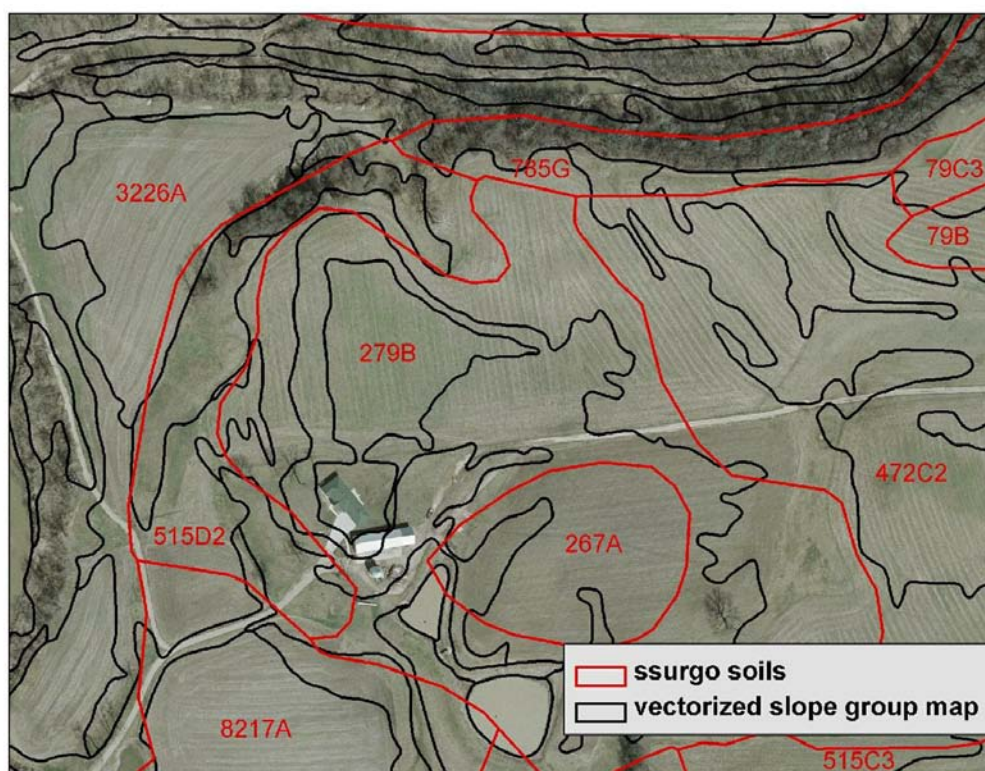 785G
79C3
3226A
79B
279B
472C2
515D2
267A
ssurgo soils
vectorized slope group map
8217A
515C3